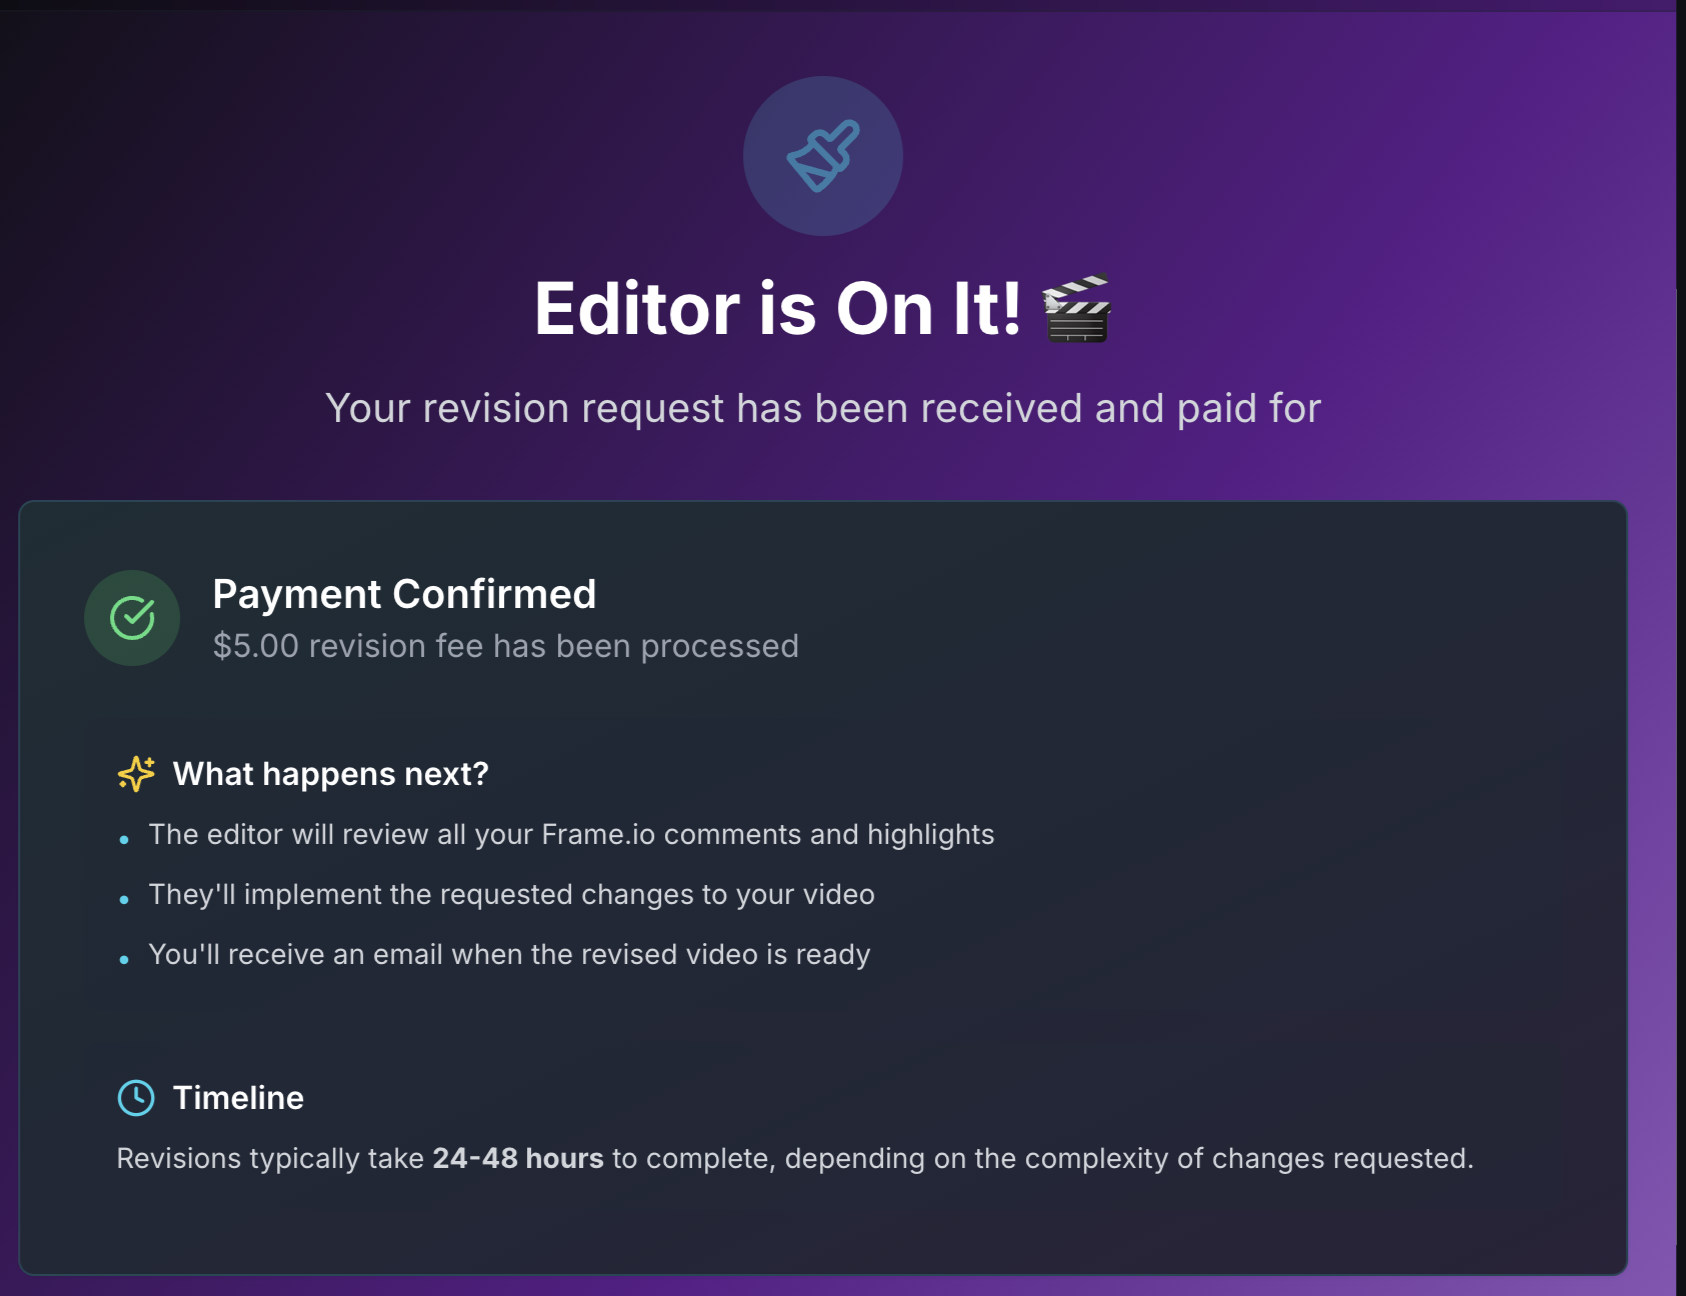 Editor is On It! 🎬
Your revision request has been received and paid for
Payment Confirmed
$5.00 revision fee has been processed
What happens next?
• The editor will review all your Frame.io comments and highlights
• They'll implement the requested changes to your video
• You'll receive an email when the revised video is ready
Timeline
Revisions typically take 24-48 hours to complete, depending on the complexity of changes requested.